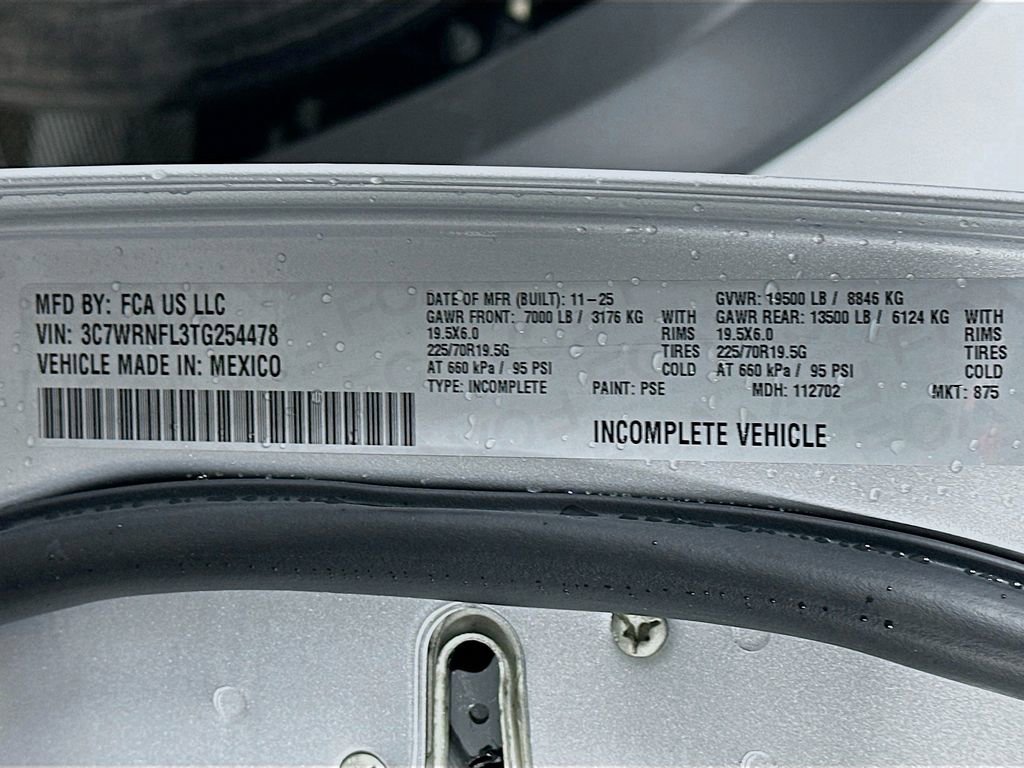 MFD BY: FCA US LLC
VIN: 3C7WRNFL3TG254478
VEHICLE MADE IN: MEXICO
DATE OF MFR (BUILT): 11-25
GAWR FRONT: 7000 LB / 3176 KG WITH
19.5X6.0 RIMS
225/70R19.5G TIRES
AT 660 kPa / 95 PSI COLD
TYPE: INCOMPLETE
GVWR: 19500 LB / 8846 KG
GAWR REAR: 13500 LB / 6124 KG WITH
19.5X6.0 RIMS
225/70R19.5G TIRES
AT 660 kPa / 95 PSI COLD
PAINT: PSE MDH: 112702 MKT: 875
INCOMPLETE VEHICLE